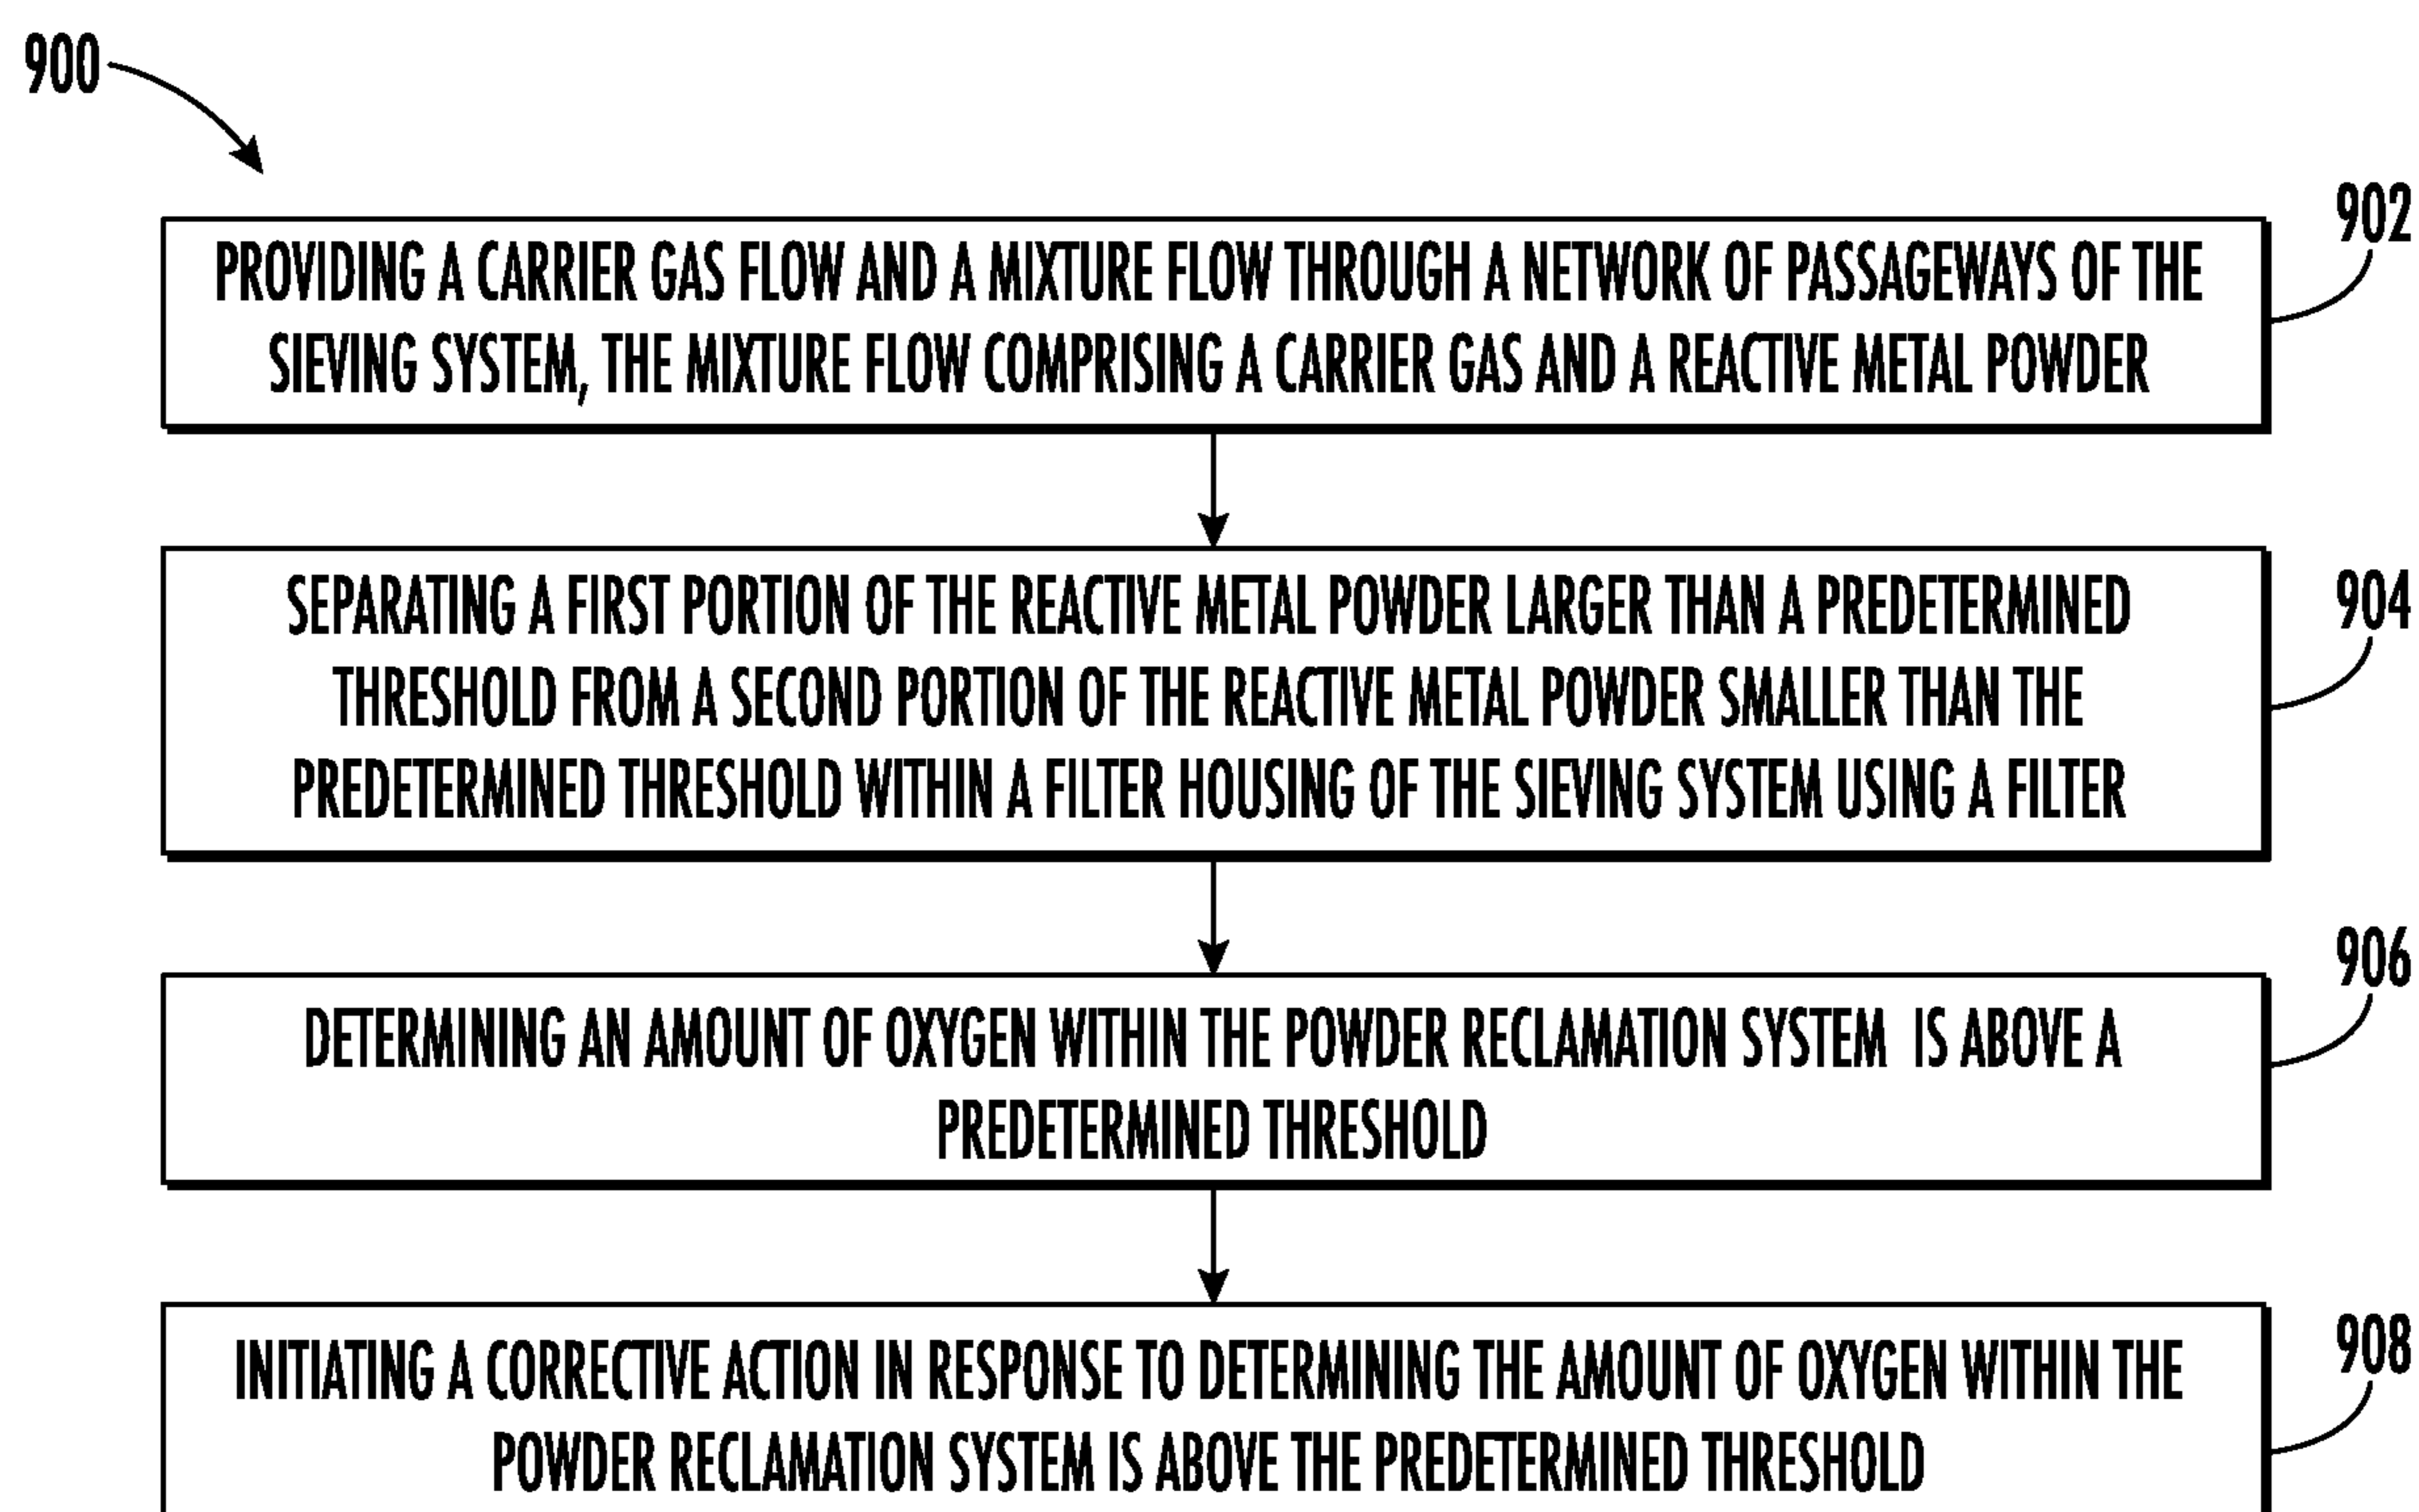 900
902
PROVIDING A CARRIER GAS FLOW AND A MIXTURE FLOW THROUGH A NETWORK OF PASSAGEWAYS OF THE
SIEVING SYSTEM, THE MIXTURE FLOW COMPRISING A CARRIER GAS AND A REACTIVE METAL POWDER
904
SEPARATING A FIRST PORTION OF THE REACTIVE METAL POWDER LARGER THAN A PREDETERMINED
THRESHOLD FROM A SECOND PORTION OF THE REACTIVE METAL POWDER SMALLER THAN THE
PREDETERMINED THRESHOLD WITHIN A FILTER HOUSING OF THE SIEVING SYSTEM USING A FILTER
906
DETERMINING AN AMOUNT OF OXYGEN WITHIN THE POWDER RECLAMATION SYSTEM IS ABOVE A
PREDETERMINED THRESHOLD
908
INITIATING A CORRECTIVE ACTION IN RESPONSE TO DETERMINING THE AMOUNT OF OXYGEN WITHIN THE
POWDER RECLAMATION SYSTEM IS ABOVE THE PREDETERMINED THRESHOLD